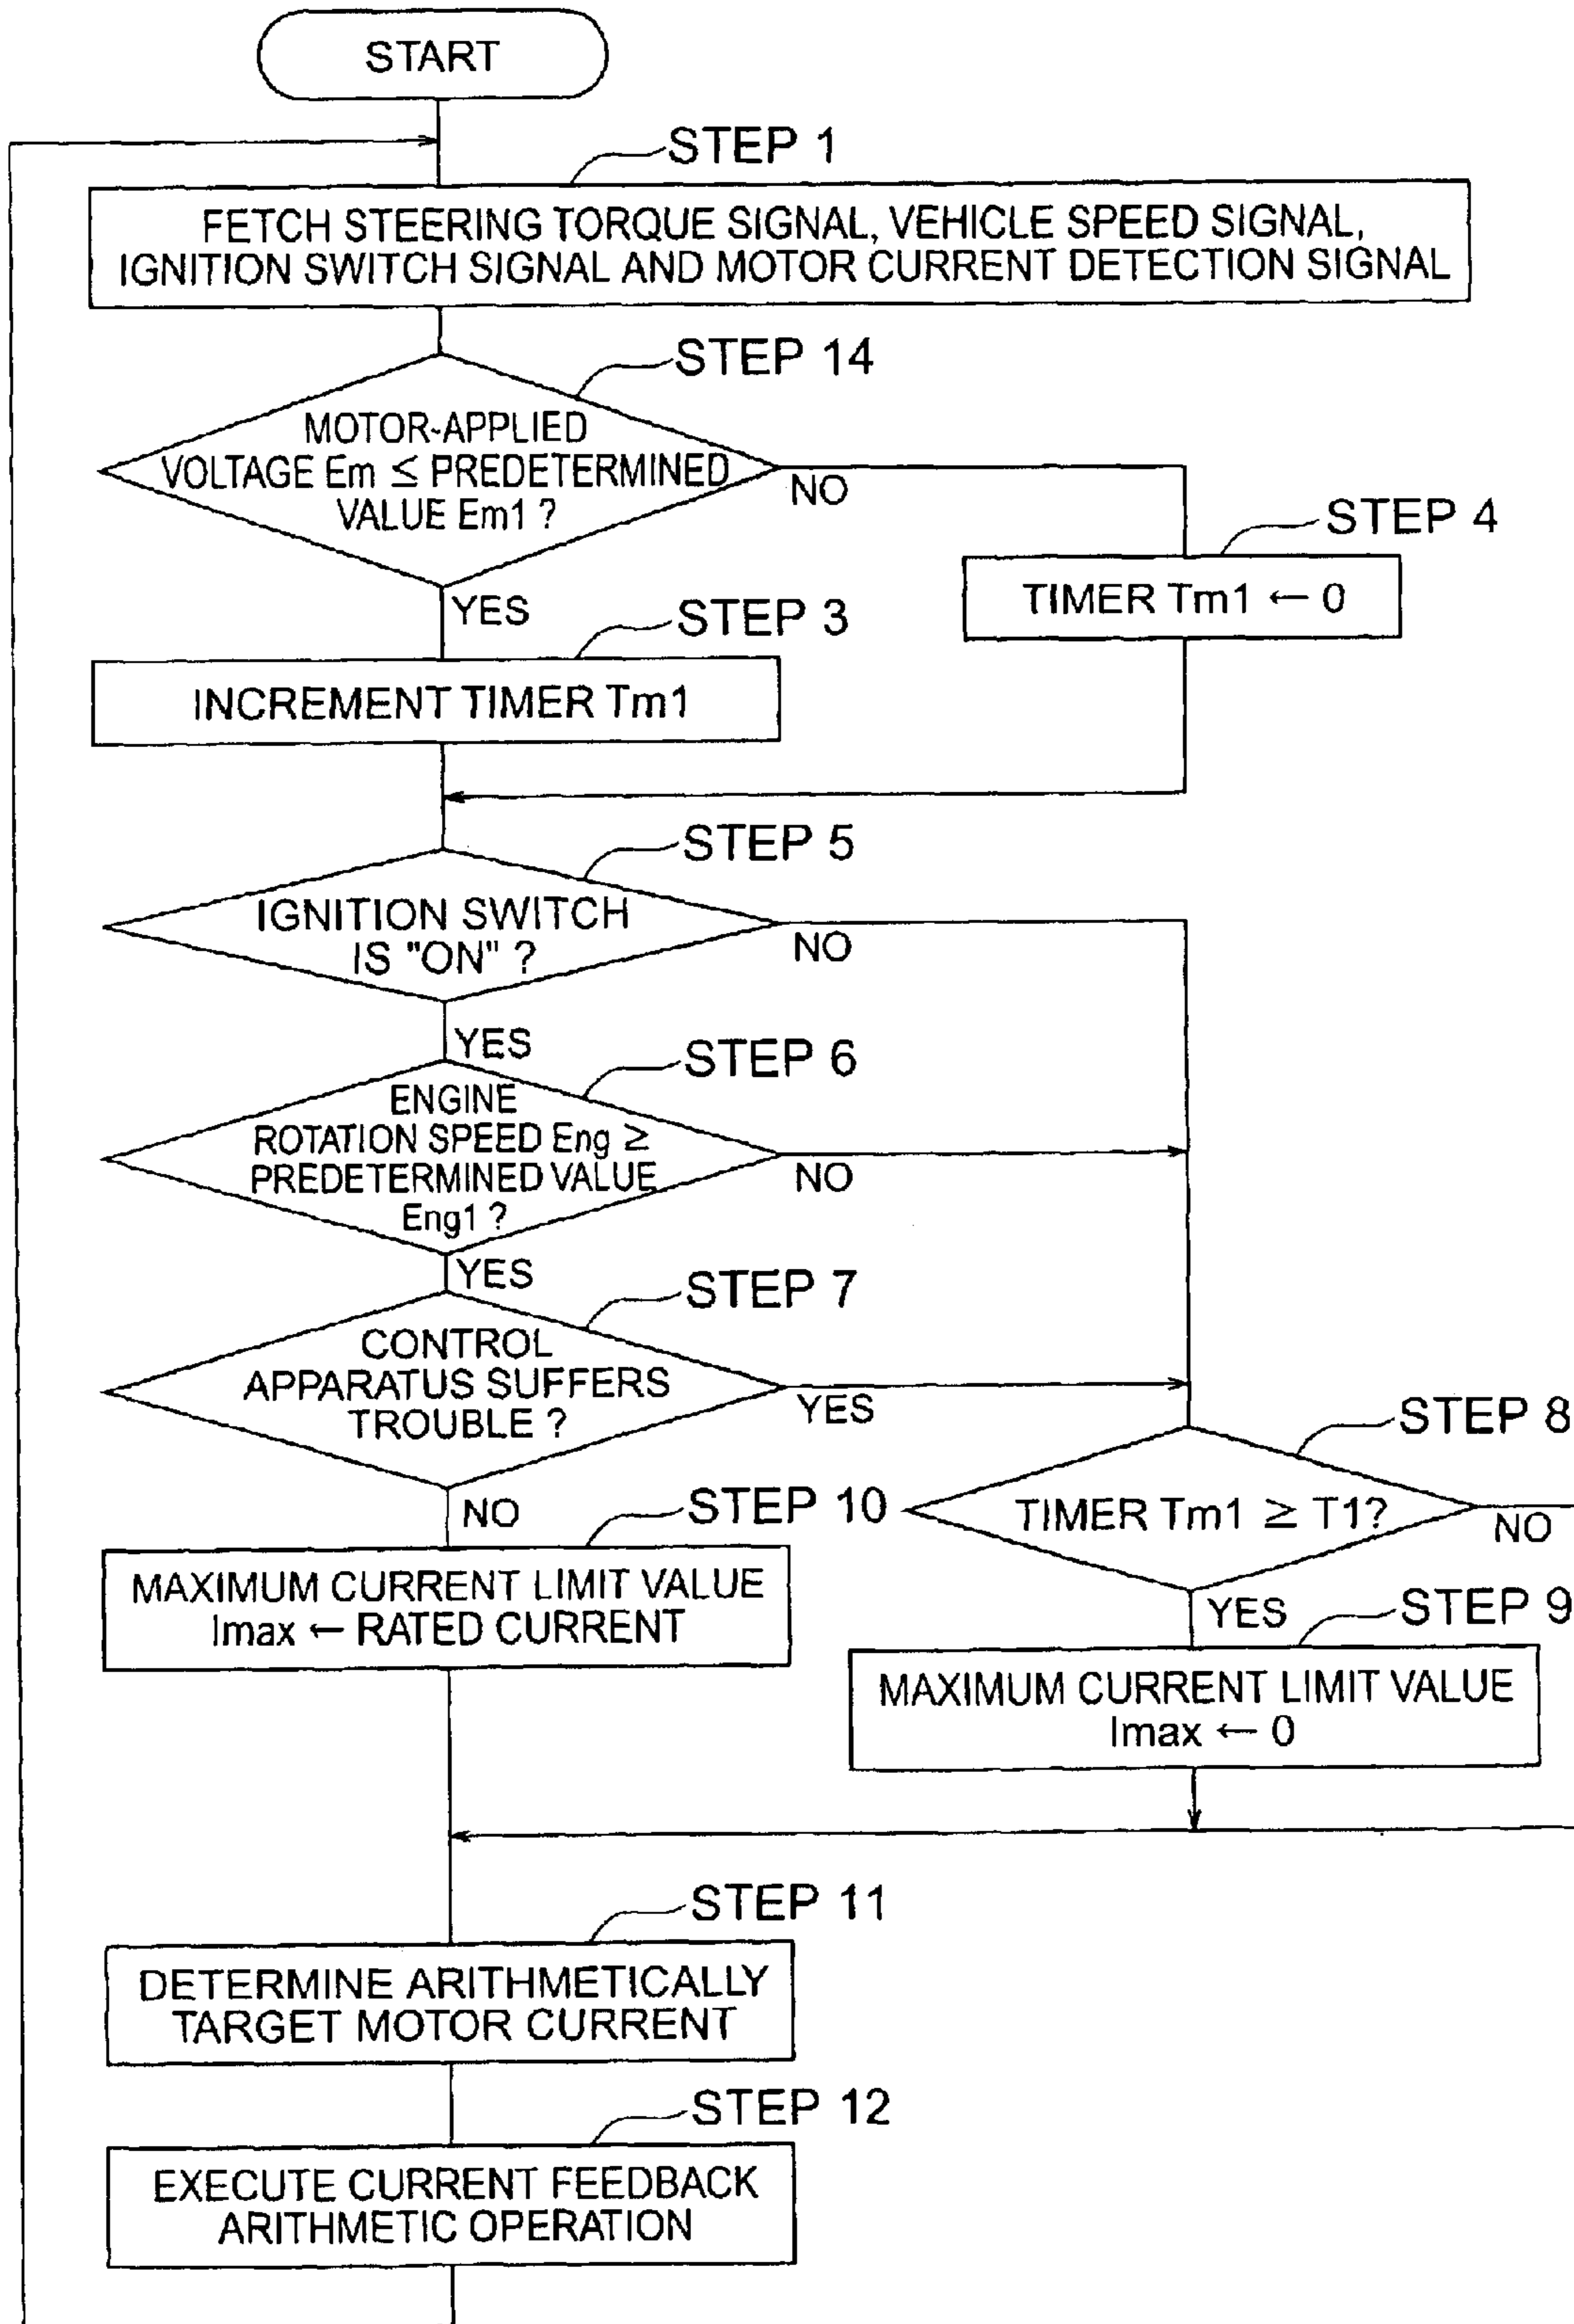 START
STEP 1
FETCH STEERING TORQUE SIGNAL, VEHICLE SPEED SIGNAL,
IGNITION SWITCH SIGNAL AND MOTOR CURRENT DETECTION SIGNAL
STEP 14
MOTOR-APPLIED
VOLTAGE Em ≤ PREDETERMINED
VALUE Em1 ?
NO
YES
STEP 4
TIMER Tm1 ← 0
STEP 3
INCREMENT TIMER Tm1
STEP 5
IGNITION SWITCH
IS "ON" ?
NO
YES
STEP 6
ENGINE
ROTATION SPEED Eng ≥
PREDETERMINED VALUE
Eng1 ?
NO
YES
STEP 7
CONTROL
APPARATUS SUFFERS
TROUBLE ?
YES
NO
STEP 8
TIMER Tm1 ≥ T1?
NO
YES
STEP 10
MAXIMUM CURRENT LIMIT VALUE
Imax ← RATED CURRENT
STEP 9
MAXIMUM CURRENT LIMIT VALUE
Imax ← 0
STEP 11
DETERMINE ARITHMETICALLY
TARGET MOTOR CURRENT
STEP 12
EXECUTE CURRENT FEEDBACK
ARITHMETIC OPERATION